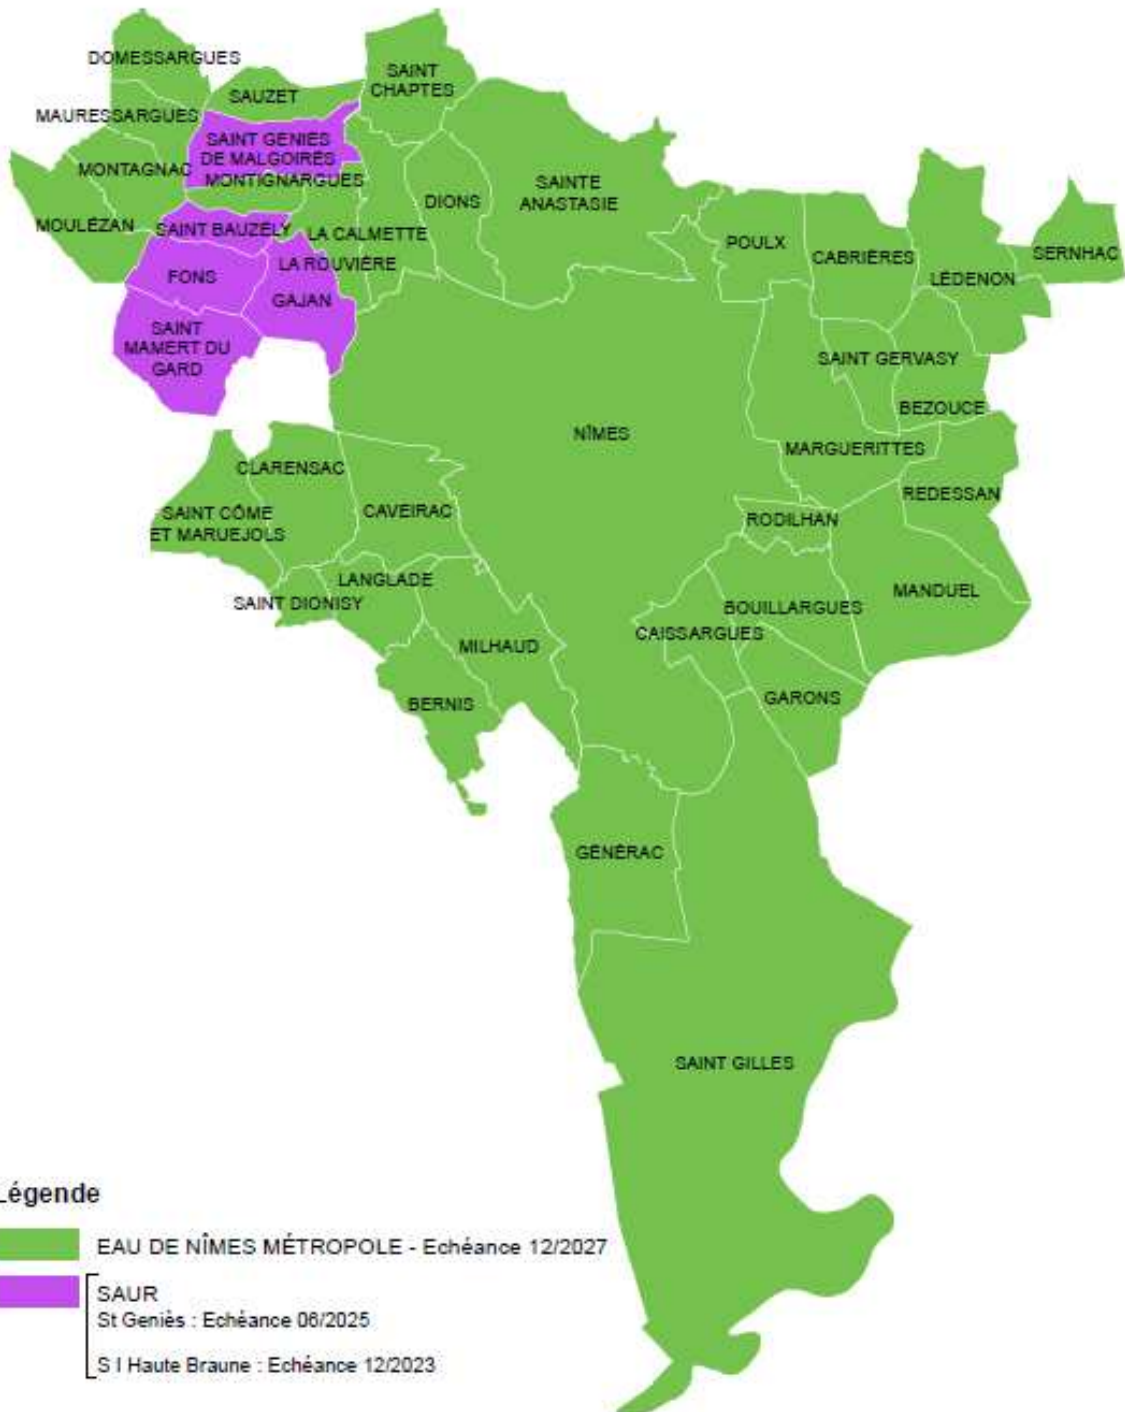 DOMESSARGUES
SAINT
CHAPTES
SAUZET
MAURESSARGUES
SAINT GENIES
DE MALGOIRÈS
MONTAGNAC
MONTIGNARGUES
DIONS
SAINTE
ANASTASIE
MOULÉZAN
SAINT BAUZELY
LA CALMETTE
POULX
CABRIÈRES
SERNHAC
LA ROUVIÈRE
FONS
LÉDENON
GAJAN
SAINT
MAMERT DU
GARD
SAINT GERVASY
BEZOUCE
NÎMES
MARGUERITTES
CLARENSAC
REDESSAN
SAINT CÔME
ET MARUEJOLS
CAVEIRAC
RODILHAN
LANGLADE
MANDUEL
SAINT DIONISY
BOUILLARGUES
CAISSARGUES
MILHAUD
BERNIS
GARONS
GÉNÉRAC
SAINT GILLES
Légende
EAU DE NÎMES MÉTROPOLE - Echéance 12/2027
SAUR
St Geniès : Echéance 06/2025
S I Haute Braune : Echéance 12/2023